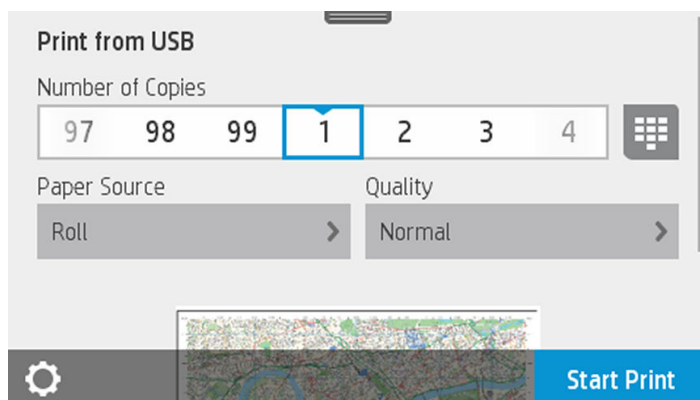 Print from USB
Number of Copies
97 98 99 1 2 3 4
Paper Source Quality
Roll Normal
Start Print